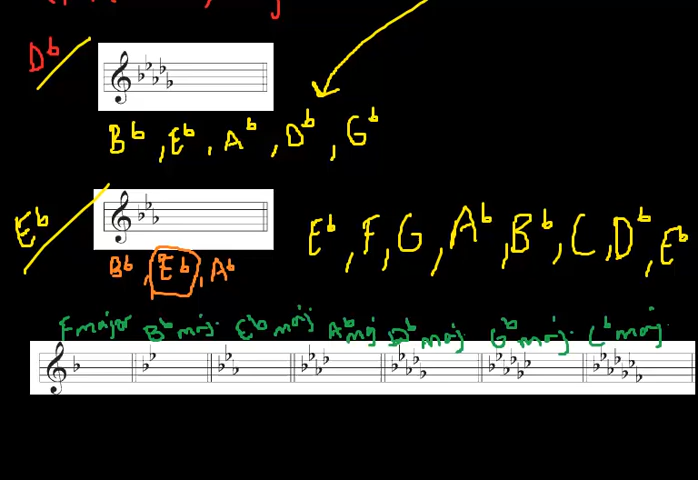 D♭
B♭, E♭, A♭, D♭, G♭
E♭
E♭, F, G, A♭, B♭, C, D♭, E♭
B♭, E♭, A♭
F major B♭ maj. E♭ maj A♭ maj D♭ maj. G♭ maj. C♭ maj.